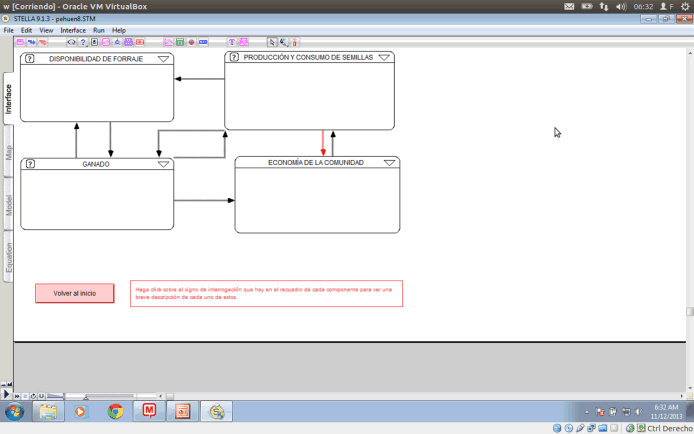 w [Corriendo] - Oracle VM VirtualBox
06:32
F
STELLA 9.1.3 - pehuen8.STM
File Edit View Interface Run Help
Interface
Map
Model
Equation
? DISPONIBILIDAD DE FORRAJE
? PRODUCCIÓN Y CONSUMO DE SEMILLAS
? GANADO
ECONOMÍA DE LA COMUNIDAD
Volver al inicio
Haga click sobre el signo de interrogación que hay en el recuadro de cada componente para ver una
breve descripción de cada uno de estos.
6:32 AM
11/12/2013
Ctrl Derecho